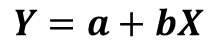 Y = a + bX